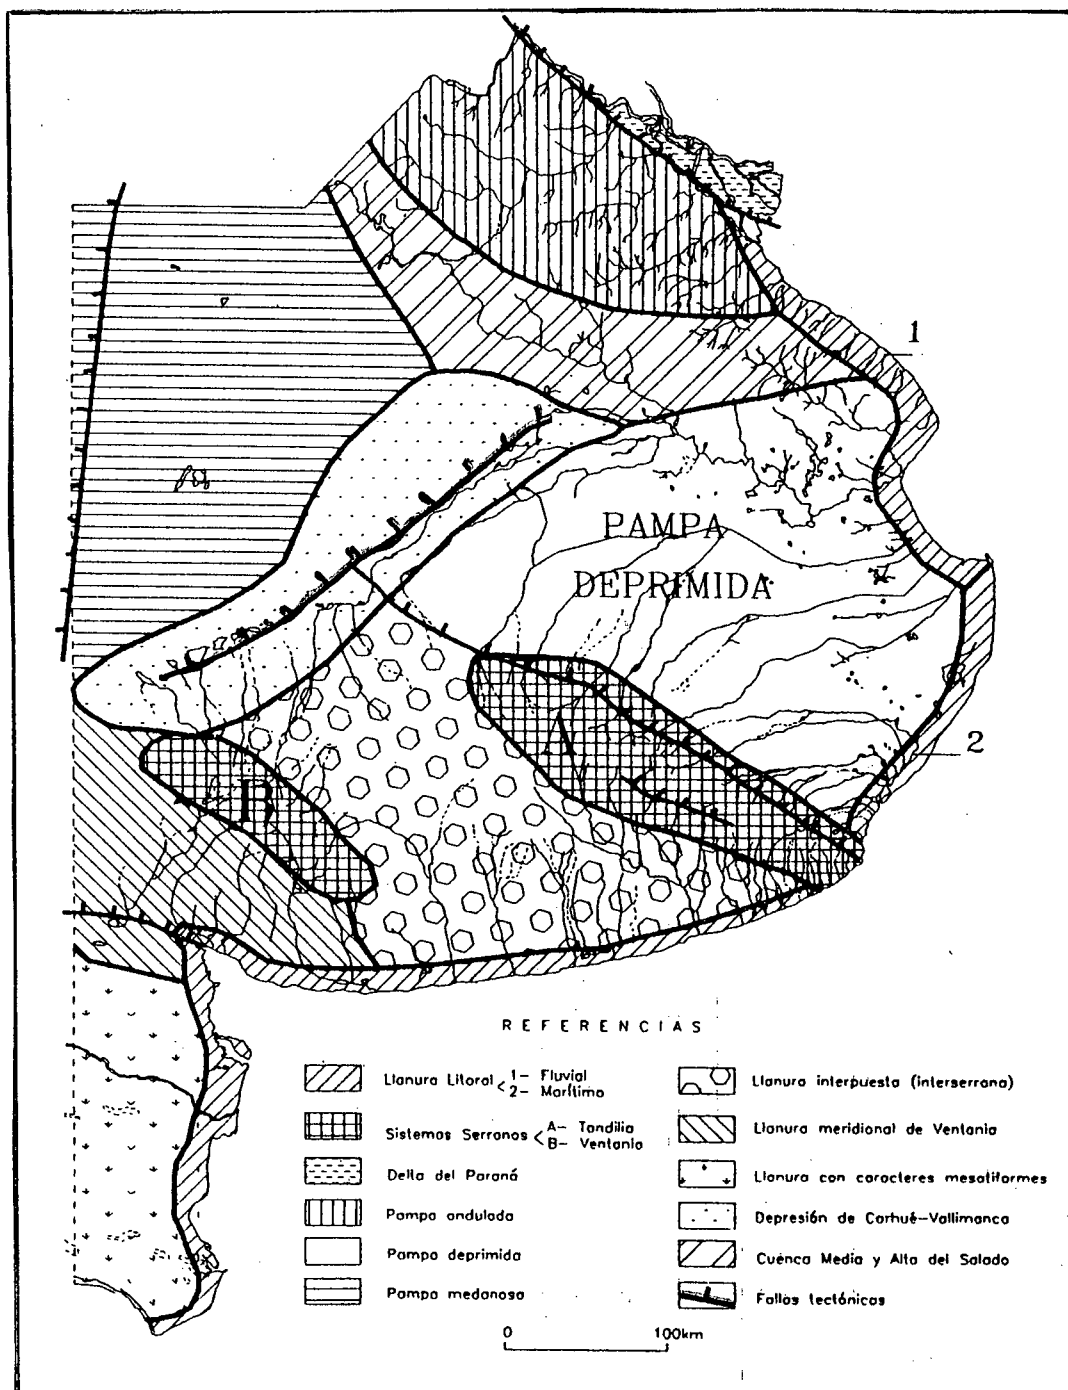 1
PAMPA
DEPRIMIDA
A
2
B
REFERENCIAS
Llanura Litoral < 1- Fluvial
2- Marítima
Sistemas Serranos < A- Tandilia
B- Ventania
Delta del Paraná
Pampa ondulada
Pampa deprimida
Pampa medanosa
Llanura interpuesta (interserrana)
Llanura meridional de Ventania
Llanura con caracteres mesetiformes
Depresión de Carhué-Vallimanca
Cuenca Media y Alta del Salado
Fallas tectónicas
0 100km